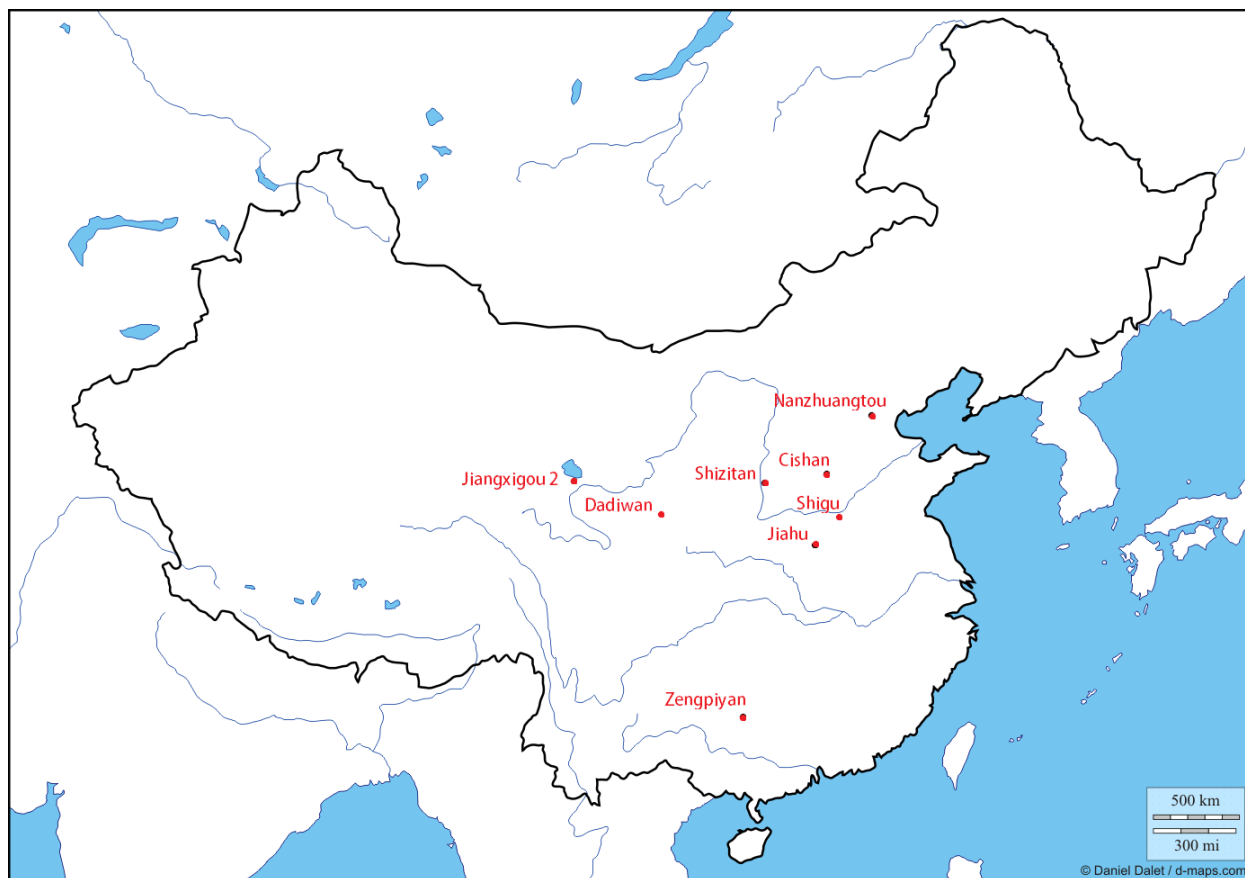 Nanzhuangtou
Cishan
Jiangxigou 2
Shizitan
Dadiwan
Shigu
Jiahu
Zengpiyan
500 km
300 mi
© Daniel Dalet / d-maps.com